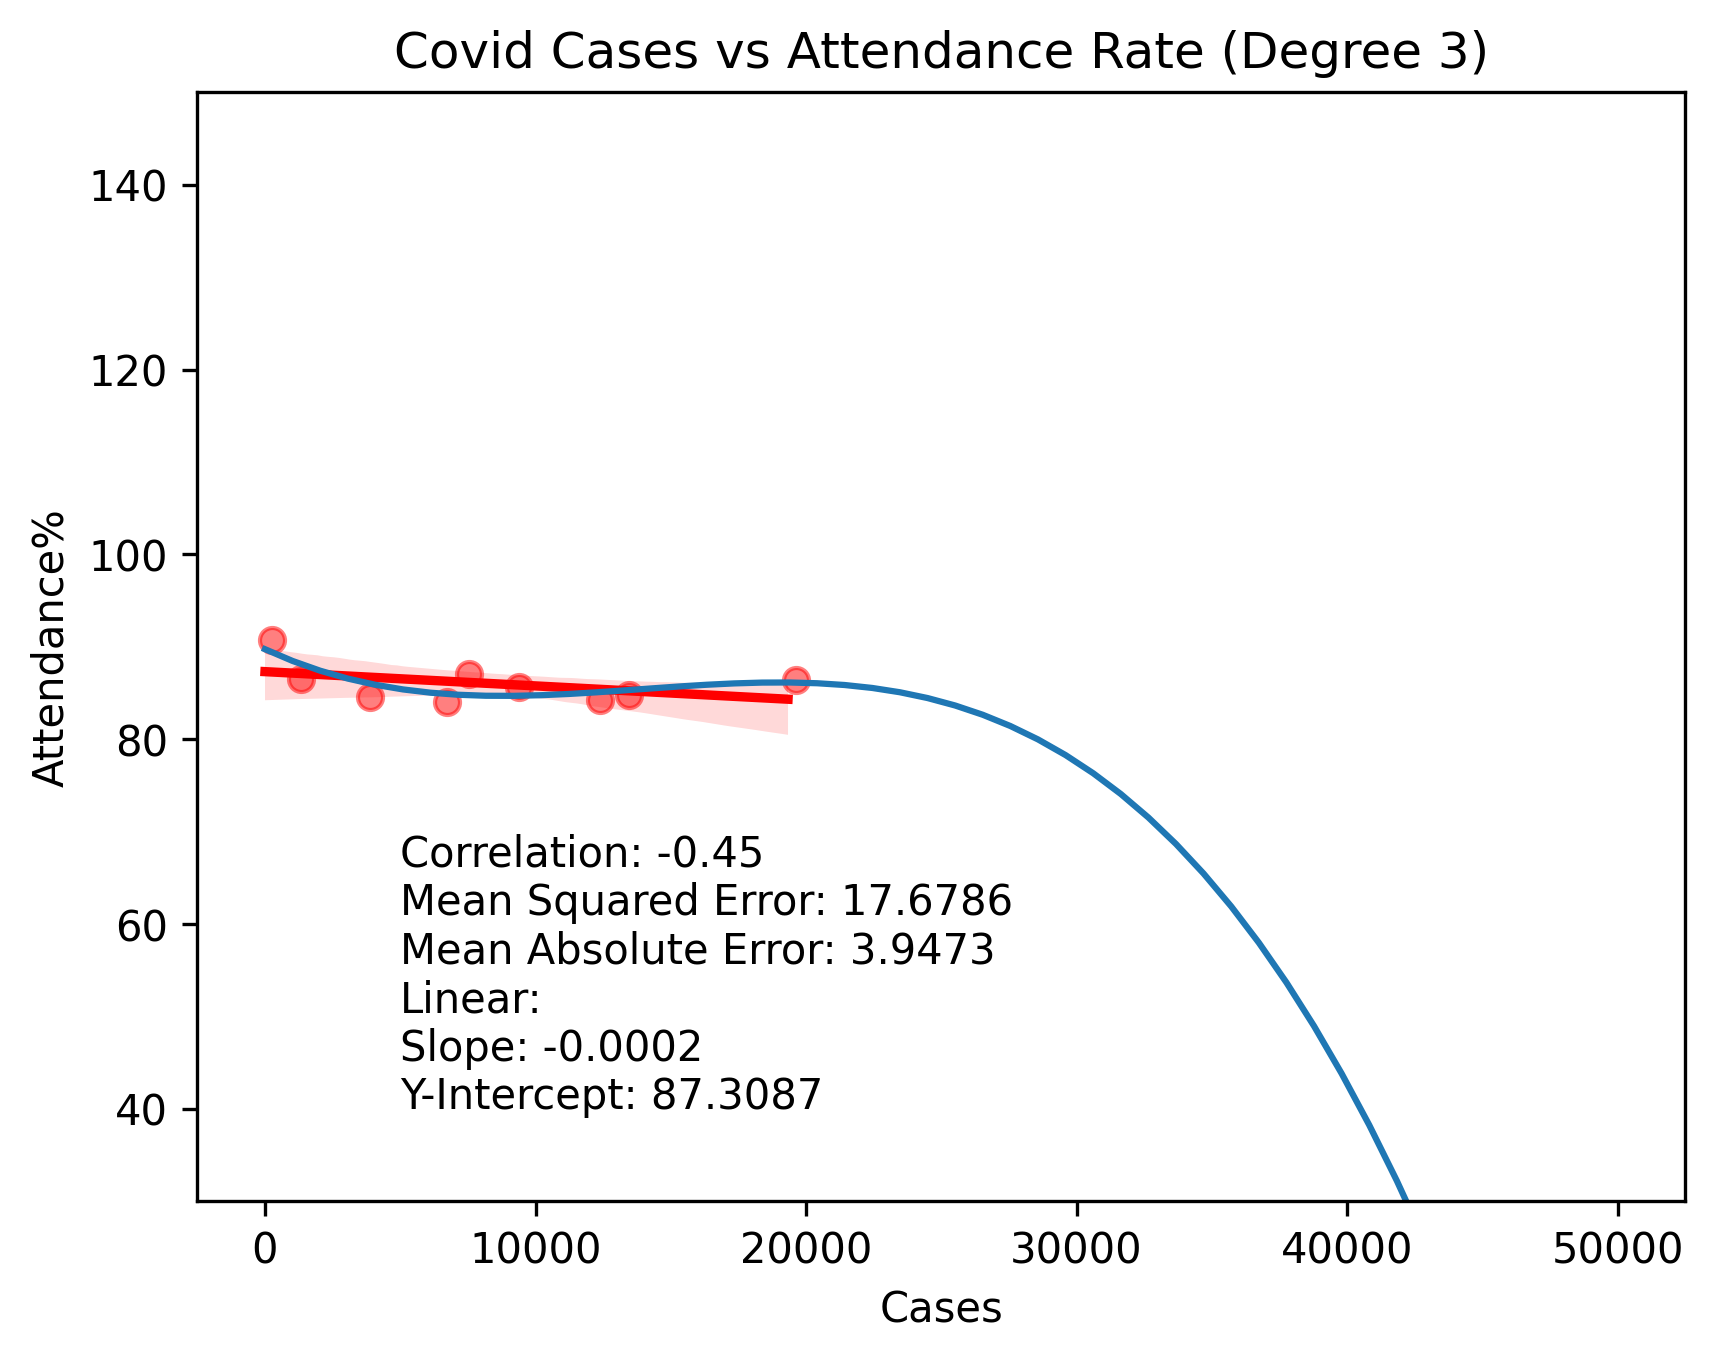 Covid Cases vs Attendance Rate (Degree 3)
140
120
100
80
60
40
Attendance%
Correlation: -0.45
Mean Squared Error: 17.6786
Mean Absolute Error: 3.9473
Linear:
Slope: -0.0002
Y-Intercept: 87.3087
0 10000 20000 30000 40000 50000
Cases